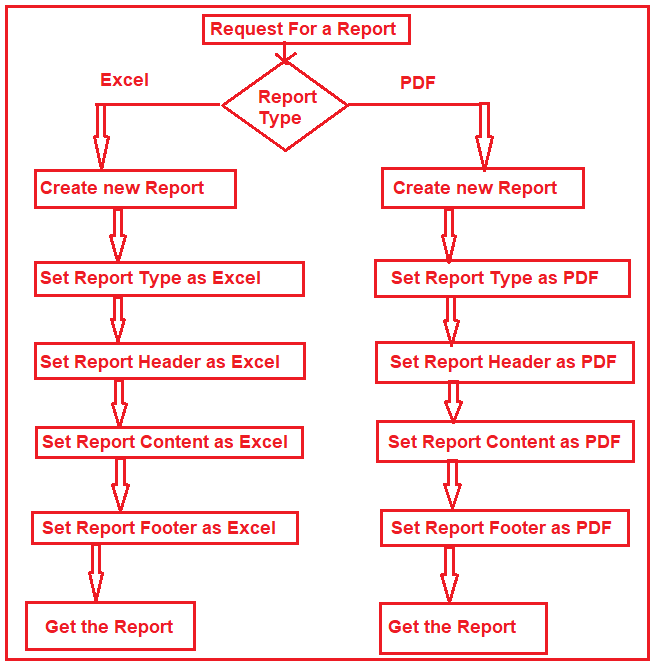 Request For a Report
Excel
PDF
Report
Type
Create new Report
Create new Report
Set Report Type as Excel
Set Report Type as PDF
Set Report Header as Excel
Set Report Header as PDF
Set Report Content as Excel
Set Report Content as PDF
Set Report Footer as Excel
Set Report Footer as PDF
Get the Report
Get the Report